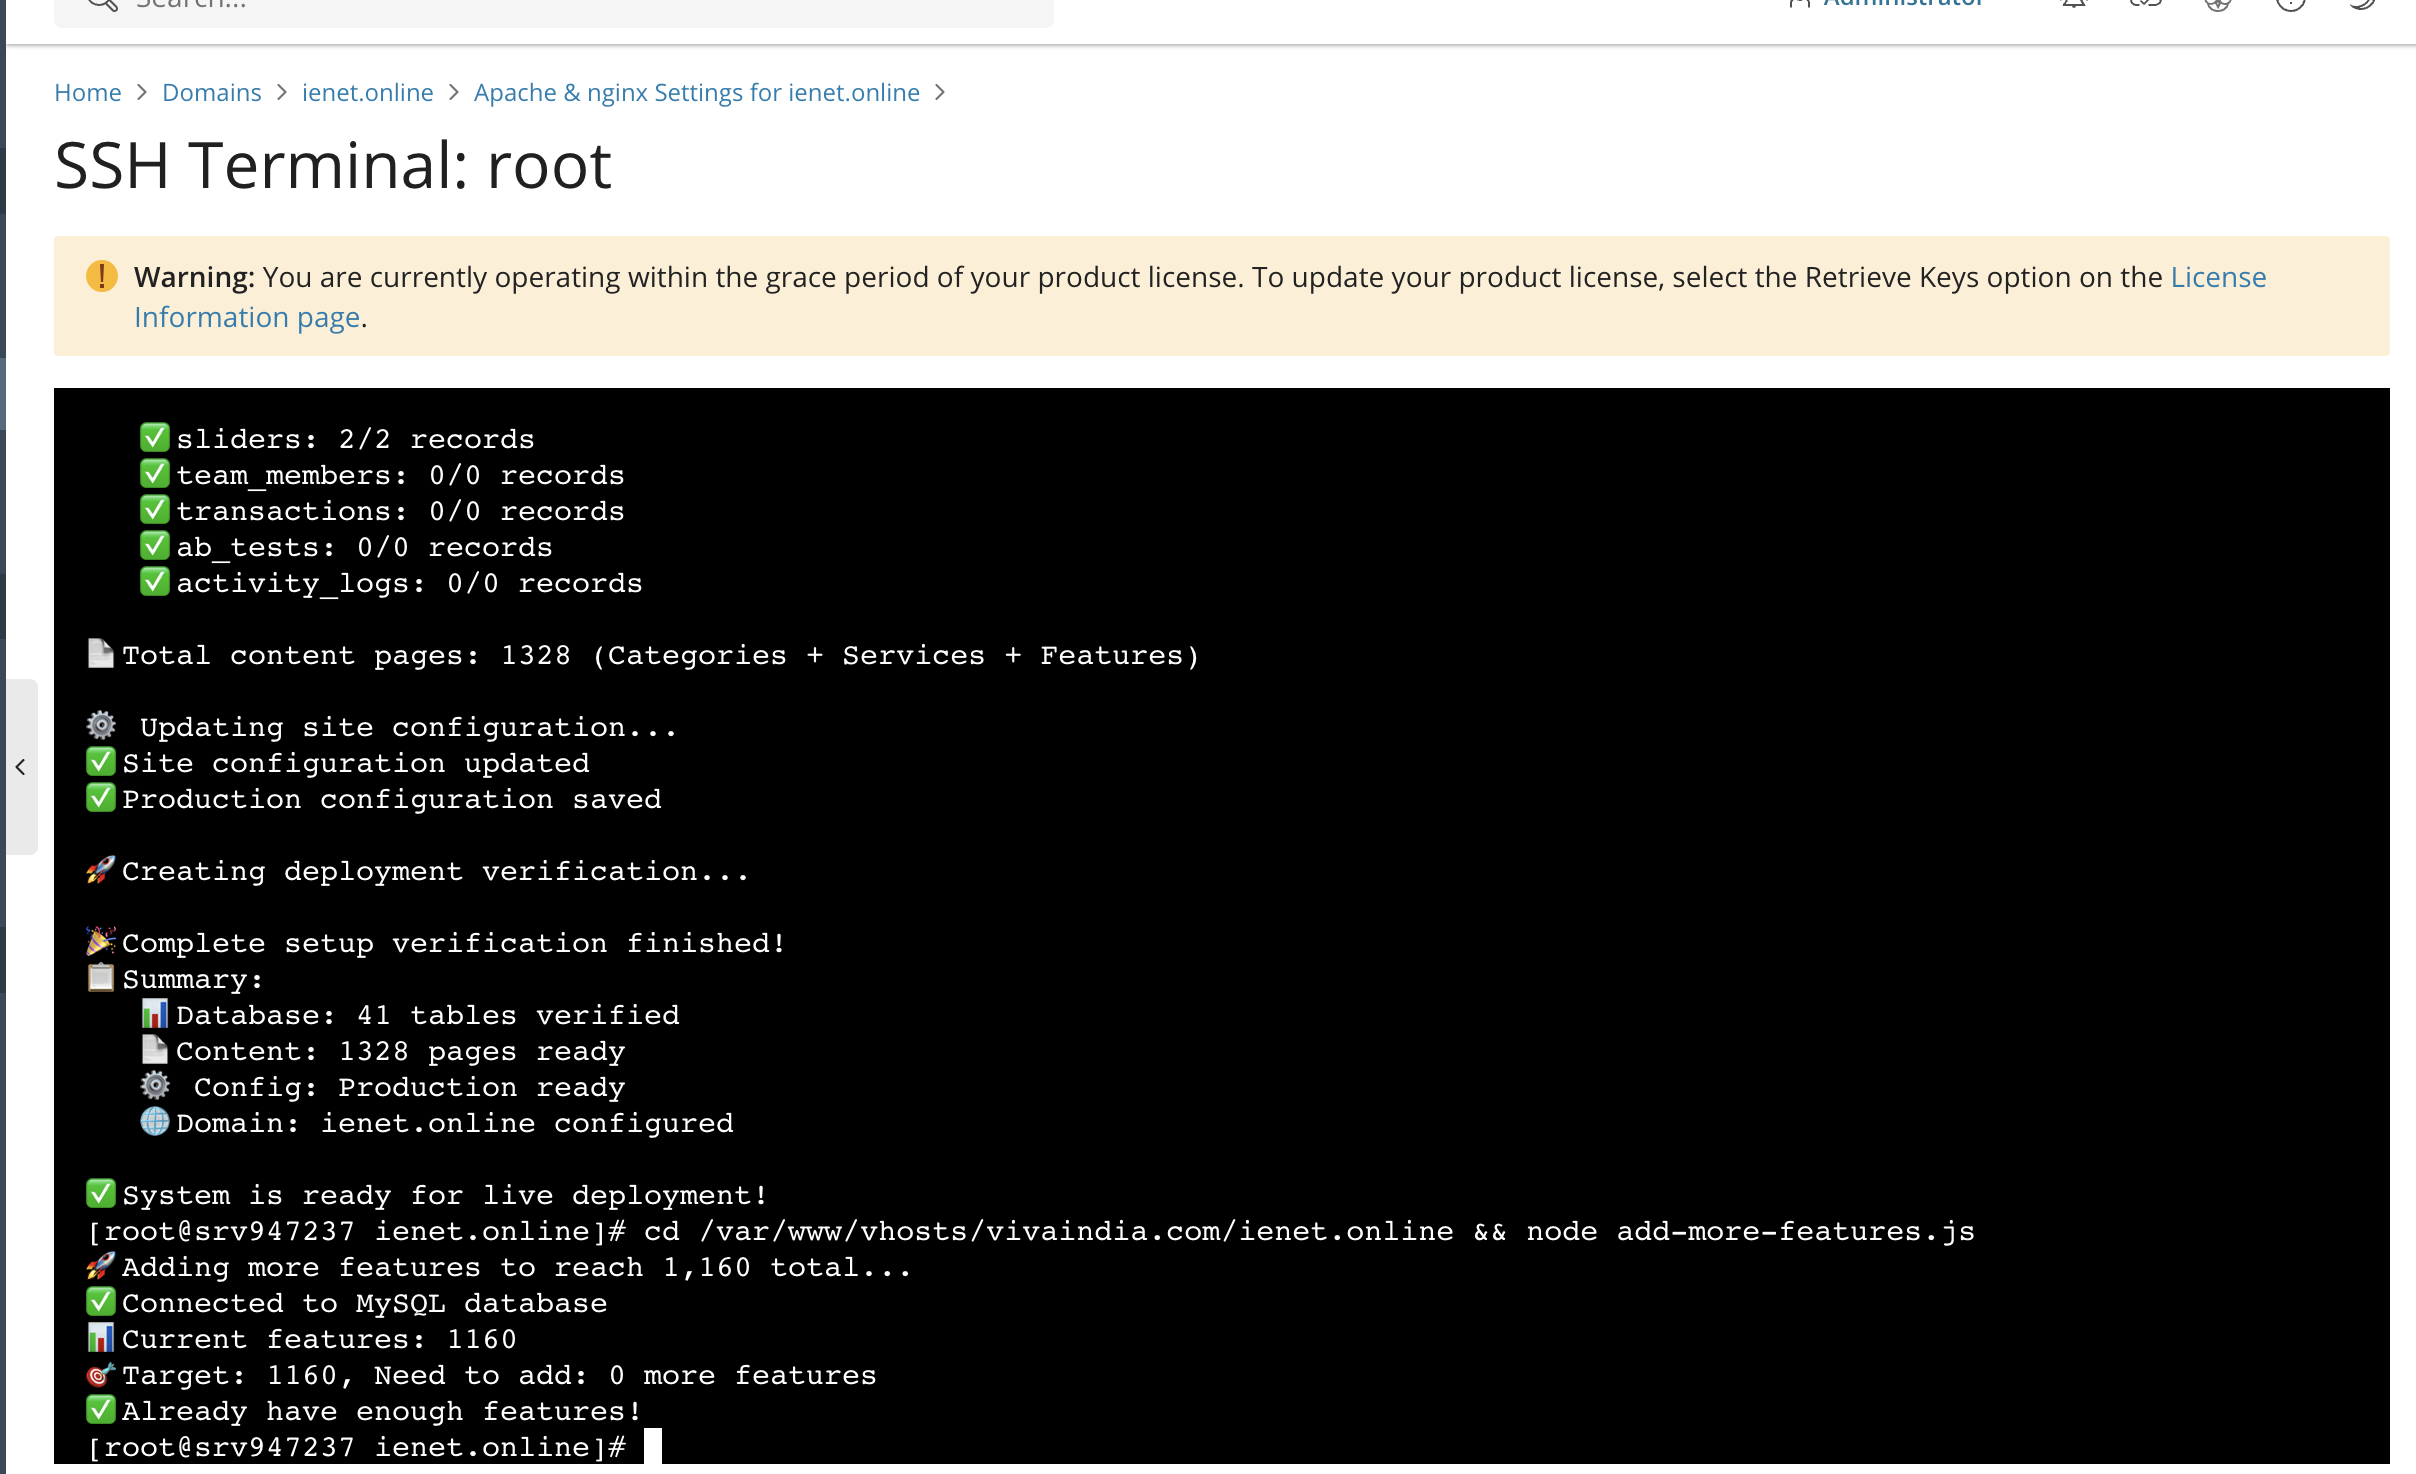 Search...
Administrator
Home > Domains > ienet.online > Apache & nginx Settings for ienet.online >
SSH Terminal: root
Warning: You are currently operating within the grace period of your product license. To update your product license, select the Retrieve Keys option on the License
Information page.
✅ sliders: 2/2 records
✅ team_members: 0/0 records
✅ transactions: 0/0 records
✅ ab_tests: 0/0 records
✅ activity_logs: 0/0 records
📄 Total content pages: 1328 (Categories + Services + Features)
⚙️ Updating site configuration...
✅ Site configuration updated
✅ Production configuration saved
🚀 Creating deployment verification...
🎉 Complete setup verification finished!
📋 Summary:
📊 Database: 41 tables verified
📄 Content: 1328 pages ready
⚙️ Config: Production ready
🌐 Domain: ienet.online configured
✅ System is ready for live deployment!
[root@srv947237 ienet.online]# cd /var/www/vhosts/vivaindia.com/ienet.online && node add-more-features.js
🚀 Adding more features to reach 1,160 total...
✅ Connected to MySQL database
📊 Current features: 1160
🎯 Target: 1160, Need to add: 0 more features
✅ Already have enough features!
[root@srv947237 ienet.online]#